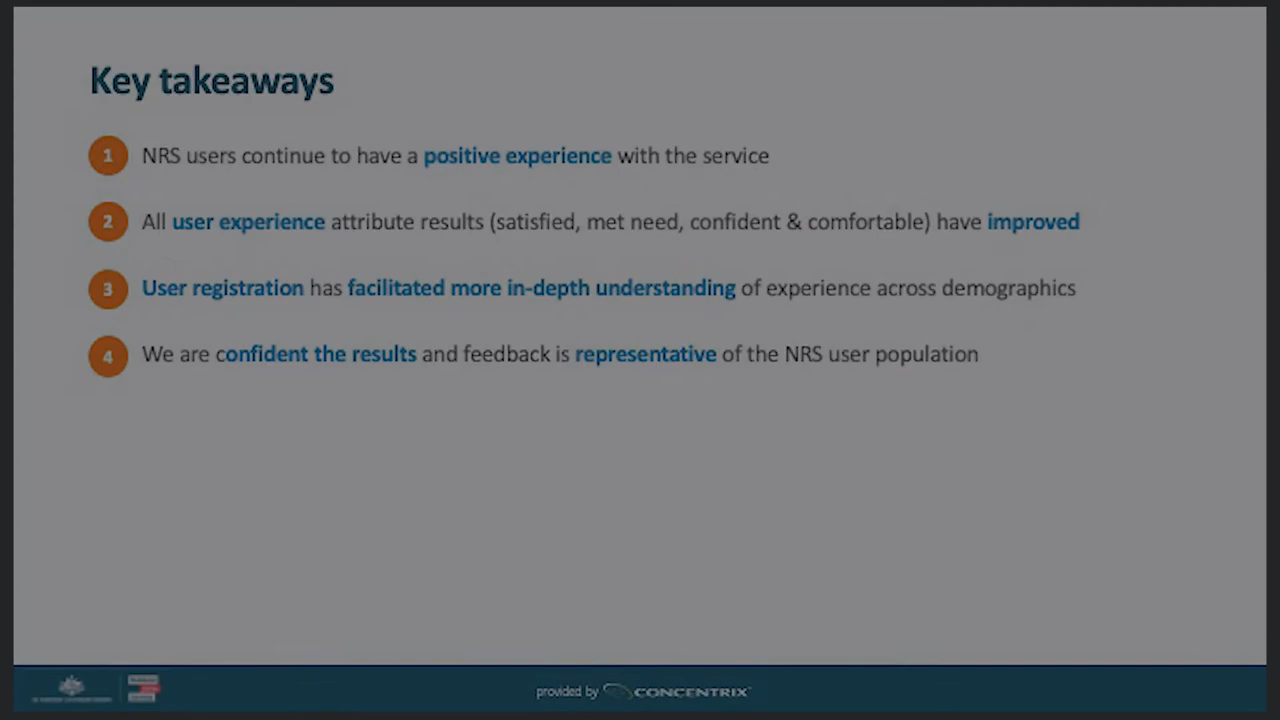 Key takeaways
1 NRS users continue to have a positive experience with the service
2 All user experience attribute results (satisfied, met need, confident & comfortable) have improved
3 User registration has facilitated more in-depth understanding of experience across demographics
4 We are confident the results and feedback is representative of the NRS user population
provided by CONCENTRIX